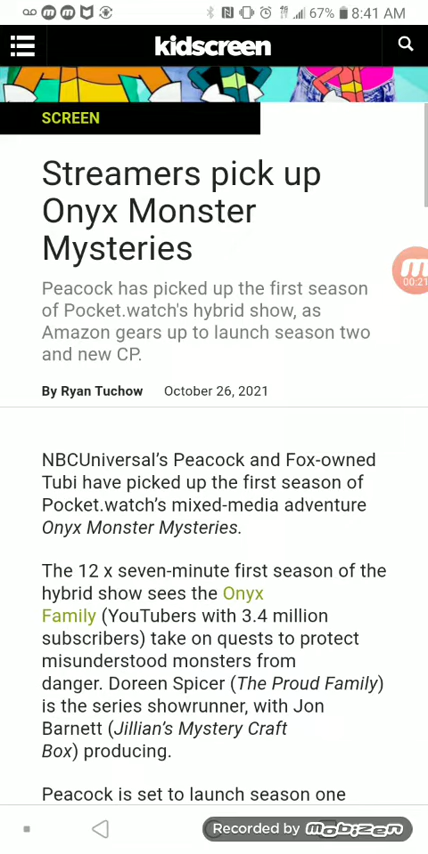 67% 8:41 AM
kidscreen
SCREEN
Streamers pick up
Onyx Monster
Mysteries
Peacock has picked up the first season
of Pocket.watch's hybrid show, as
Amazon gears up to launch season two
and new CP.
By Ryan Tuchow October 26, 2021
00:21
NBCUniversal’s Peacock and Fox-owned
Tubi have picked up the first season of
Pocket.watch’s mixed-media adventure
Onyx Monster Mysteries.
The 12 x seven-minute first season of the
hybrid show sees the Onyx
Family (YouTubers with 3.4 million
subscribers) take on quests to protect
misunderstood monsters from
danger. Doreen Spicer (The Proud Family)
is the series showrunner, with Jon
Barnett (Jillian’s Mystery Craft
Box) producing.
Peacock is set to launch season one
Recorded by mobizen